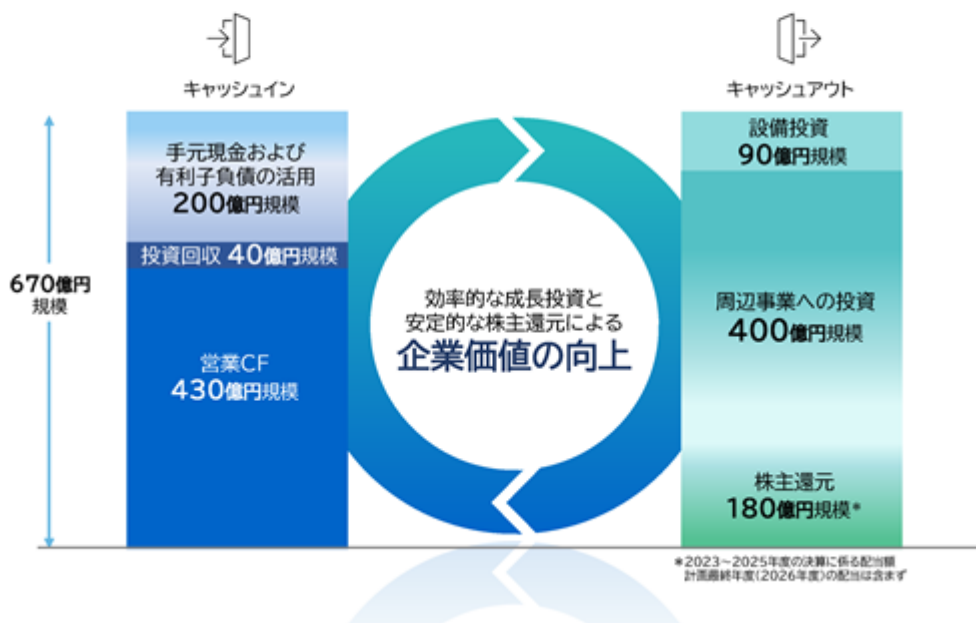 キャッシュイン
キャッシュアウト
670億円
規模
手元現金および
有利子負債の活用
200億円規模
投資回収 40億円規模
営業CF
430億円規模
効率的な成長投資と
安定的な株主還元による
企業価値の向上
設備投資
90億円規模
周辺事業への投資
400億円規模
株主還元
180億円規模*
*2023~2025年度の決算に係る配当額
計画最終年度(2026年度)の配当は含まず